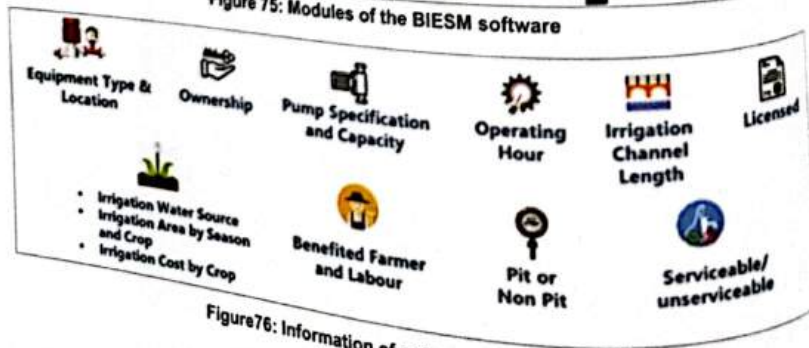 Figure 75: Modules of the BIESM software
Equipment Type &
Location
Ownership
Pump Specification
and Capacity
Operating
Hour
Irrigation
Channel
Length
Licensed
• Irrigation Water Source
• Irrigation Area by Season
and Crop
• Irrigation Cost by Crop
Benefited Farmer
and Labour
Pit or
Non Pit
Serviceable/
unserviceable
Figure76: Information of